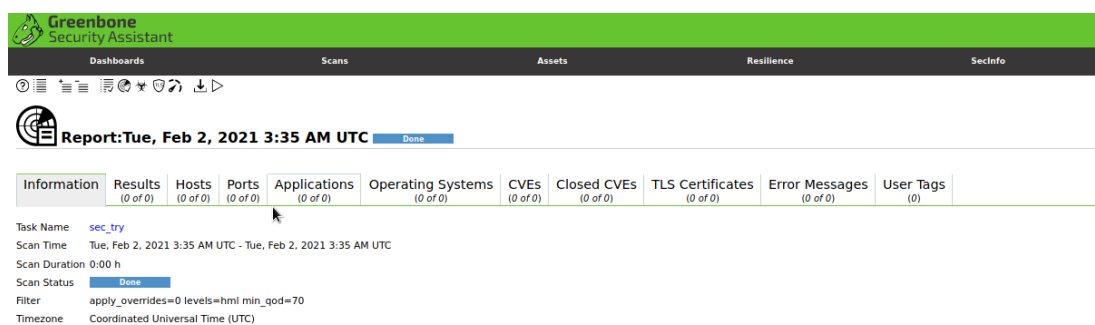 Greenbone
Security Assistant
Dashboards Scans Assets Resilience SecInfo
Report:Tue, Feb 2, 2021 3:35 AM UTC Done
Information Results Hosts Ports Applications Operating Systems CVEs Closed CVEs TLS Certificates Error Messages User Tags
(0 of 0) (0 of 0) (0 of 0) (0 of 0) (0 of 0) (0 of 0) (0 of 0) (0 of 0) (0 of 0) (0)
Task Name sec_try
Scan Time Tue, Feb 2, 2021 3:35 AM UTC - Tue, Feb 2, 2021 3:35 AM UTC
Scan Duration 0:00 h
Scan Status Done
Filter apply_overrides=0 levels=hml min_qod=70
Timezone Coordinated Universal Time (UTC)